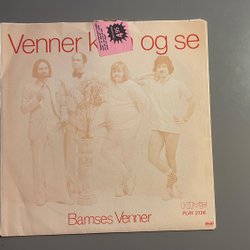 Venner k og se
Bamses Venner
PLAY 2126